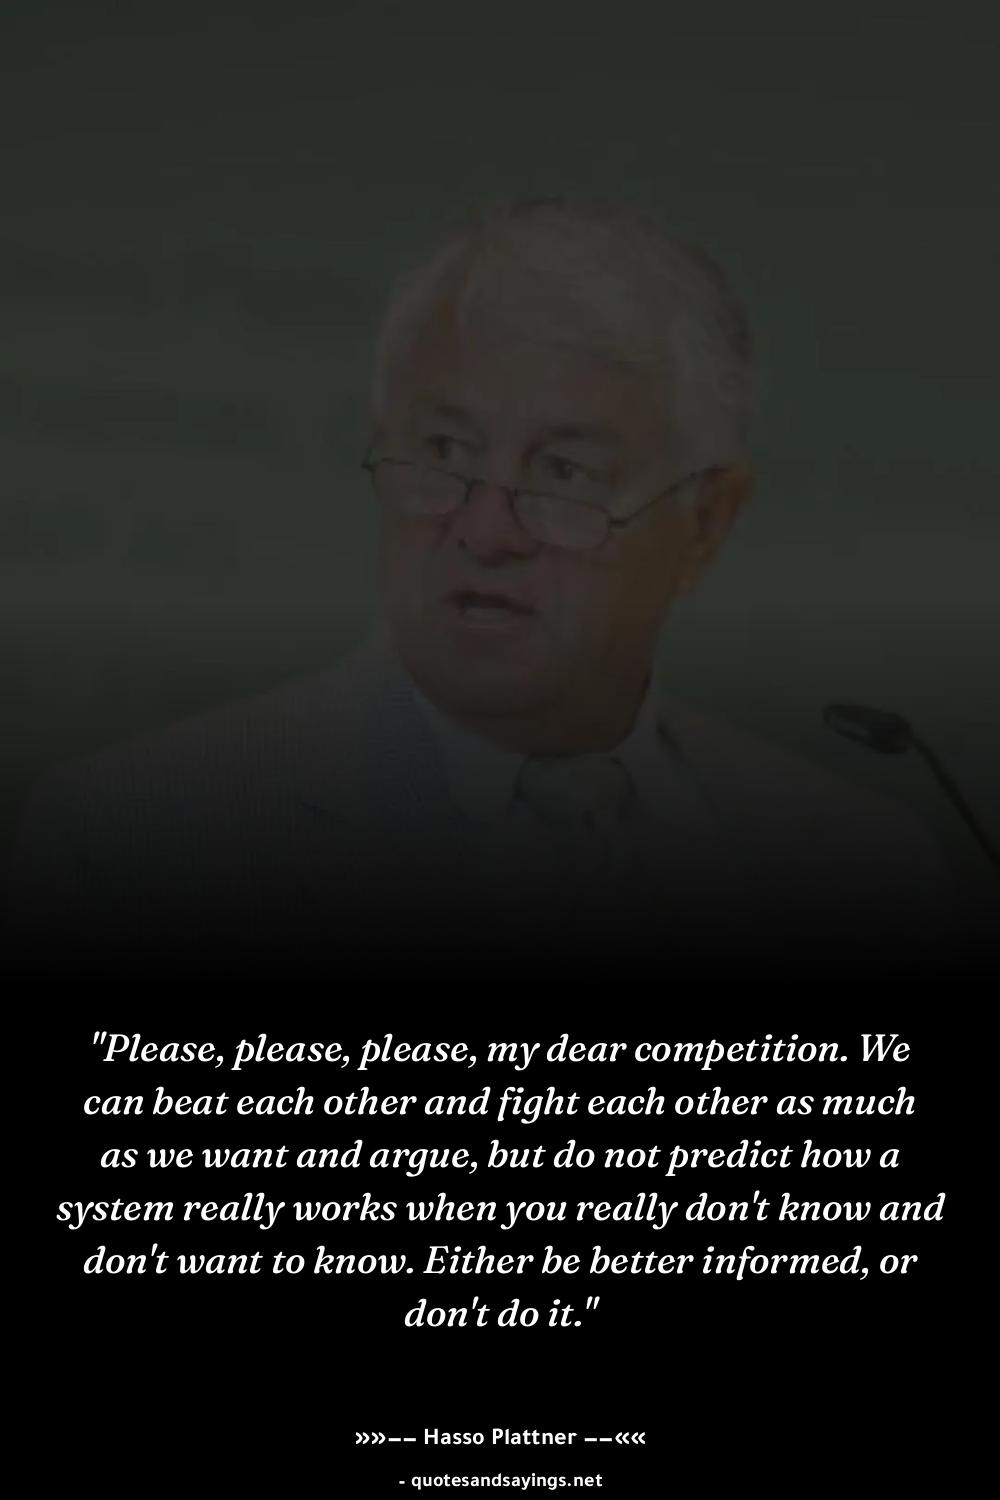 "Please, please, please, my dear competition. We
can beat each other and fight each other as much
as we want and argue, but do not predict how a
system really works when you really don't know and
don't want to know. Either be better informed, or
don't do it."
»»—— Hasso Plattner ——««
- quotesandsayings.net